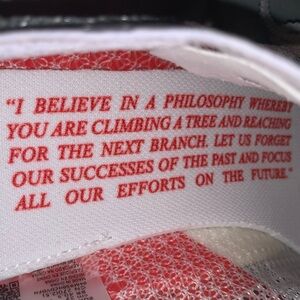 "I BELIEVE IN A PHILOSOPHY WHEREBY
YOU ARE CLIMBING A TREE AND REACHING
FOR THE NEXT BRANCH. LET US FORGET
OUR SUCCESSES OF THE PAST AND FOCUS
ALL OUR EFFORTS ON THE FUTURE."